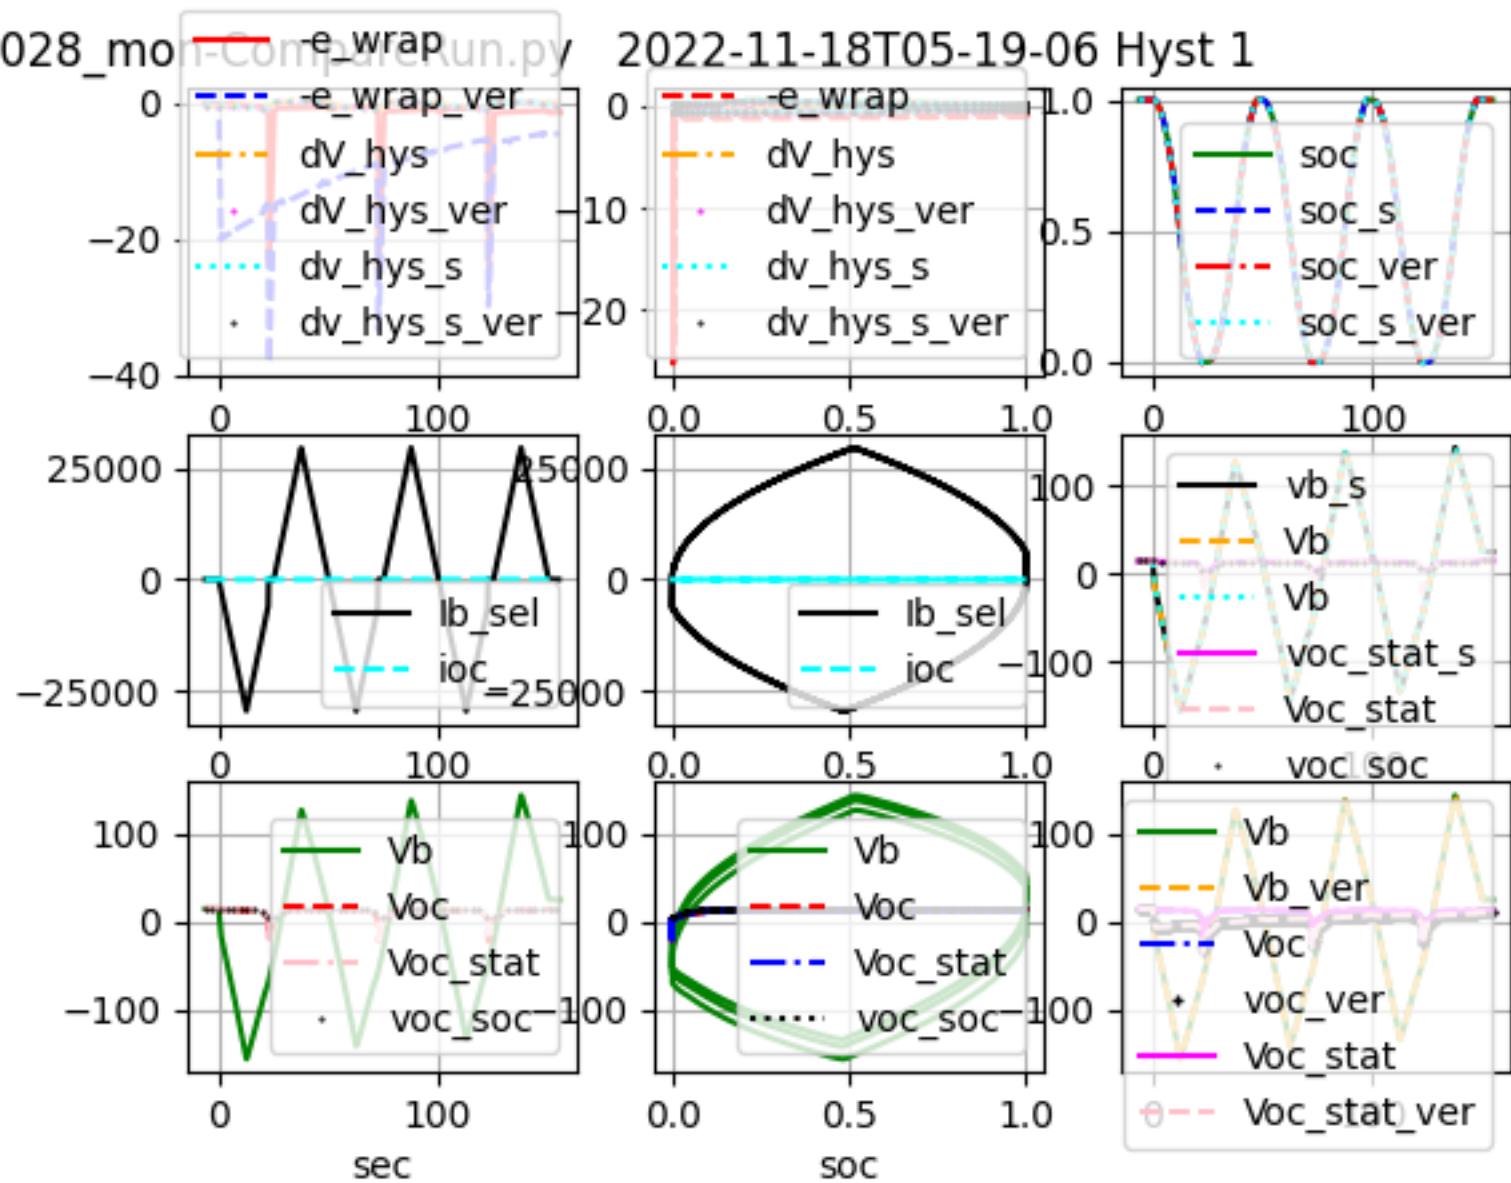 028_mon-CompareRun.py 2022-11-18T05-19-06 Hyst 1
-e_wrap
-e_wrap_ver
dV_hys
dV_hys_ver
dv_hys_s
dv_hys_s_ver
0
−20
−40
0 100
-e_wrap
dV_hys
dV_hys_ver
dv_hys_s
dv_hys_s_ver
0
−10
−20
0.0 0.5 1.0
soc
soc_s
soc_ver
soc_s_ver
1.0
0.5
0.0
0 100
25000
0
−25000
Ib_sel
ioc
0 100
25000
0
−25000
Ib_sel
ioc
0.0 0.5 1.0
100
0
−100
vb_s
Vb
Vb
voc_stat_s
Voc_stat
voc_soc
0 100
100
0
−100
Vb
Voc
Voc_stat
voc_soc
0 100
sec
100
0
−100
Vb
Voc
Voc_stat
voc_soc
0.0 0.5 1.0
soc
100
0
−100
Vb
Vb_ver
Voc
voc_ver
Voc_stat
Voc_stat_ver
0 100